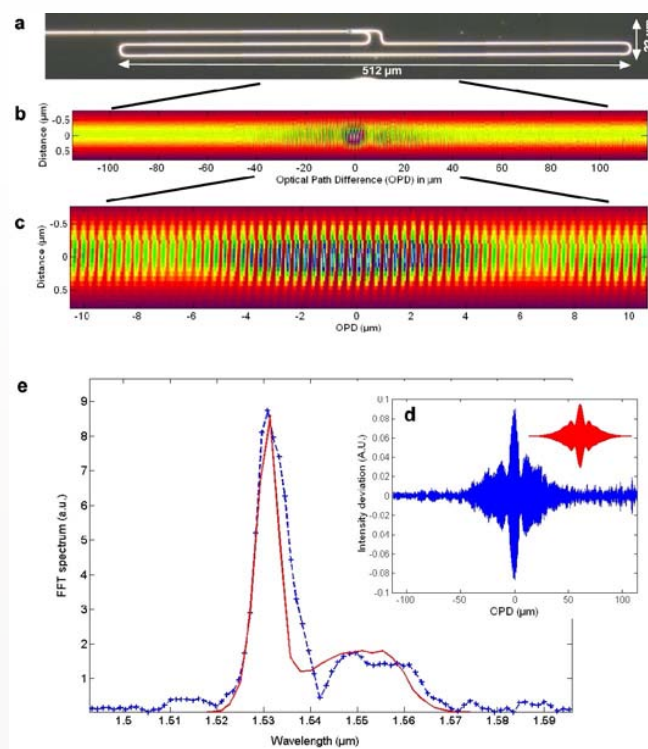 a
512 µm
b
Distance (µm)
-0.5
0
0.5
-100 -80 -60 -40 -20 0 20 40 60 80 100
Optical Path Difference (OPD) in µm
c
Distance (µm)
-0.5
0
0.5
-10 -8 -6 -4 -2 0 2 4 6 8 10
OPD (µm)
e
FFT spectrum (a.u.)
9
8
7
6
5
4
3
2
1
1.5 1.51 1.52 1.53 1.54 1.55 1.56 1.57 1.58 1.59
Wavelength (µm)
d
Intensity deviation (A.U.)
0.1
0.08
0.06
0.04
0.02
0
-0.02
-0.04
-0.06
-0.08
-0.1
-100 -50 0 50 100
OPD (µm)